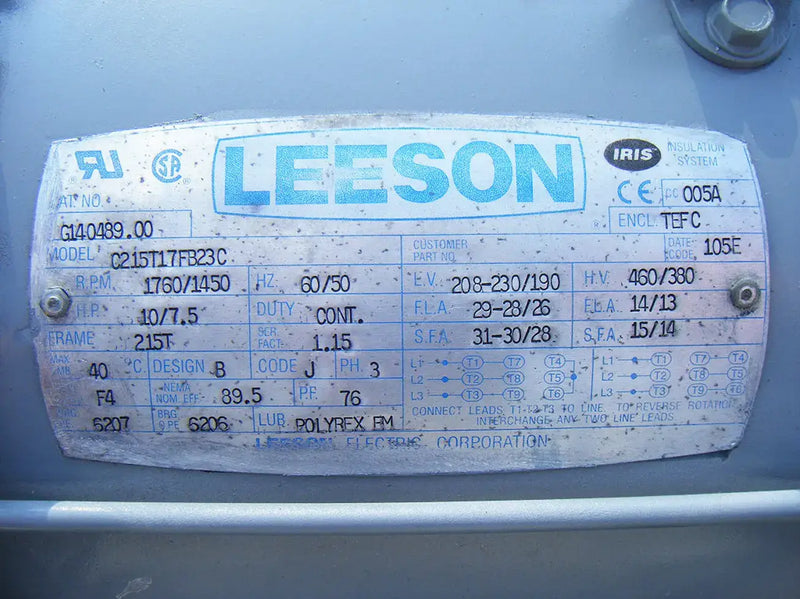 LEESON
IRIS INSULATION SYSTEM
CAT NO. G140489.00
CE CC 005A
ENCL. TEFC
MODEL C215T17FB23C
CUSTOMER PART NO.
DATE CODE 105E
R.P.M. 1760/1450 HZ. 60/50 L.V. 208-230/190 H.V. 460/380
H.P. 10/7.5 DUTY CONT. F.L.A. 29-28/26 F.L.A. 14/13
FRAME 215T SER. FACT. 1.15 S.F.A. 31-30/28 S.F.A. 15/14
MAX. AMB. 40 °C DESIGN B CODE J PH. 3
L1 T1 T7 T4 L1 T1 T7 T4
L2 T2 T8 T5 L2 T2 T8 T5
L3 T3 T9 T6 L3 T3 T9 T6
F4 NEMA NOM. EFF. 89.5 P.F. 76
6207 BRG O.P.E. 6206 LUB. POLYREX EM
CONNECT LEADS T1-T2-T3 TO LINE TO REVERSE ROTATION
INTERCHANGE ANY TWO LINE LEADS
LEESON ELECTRIC CORPORATION